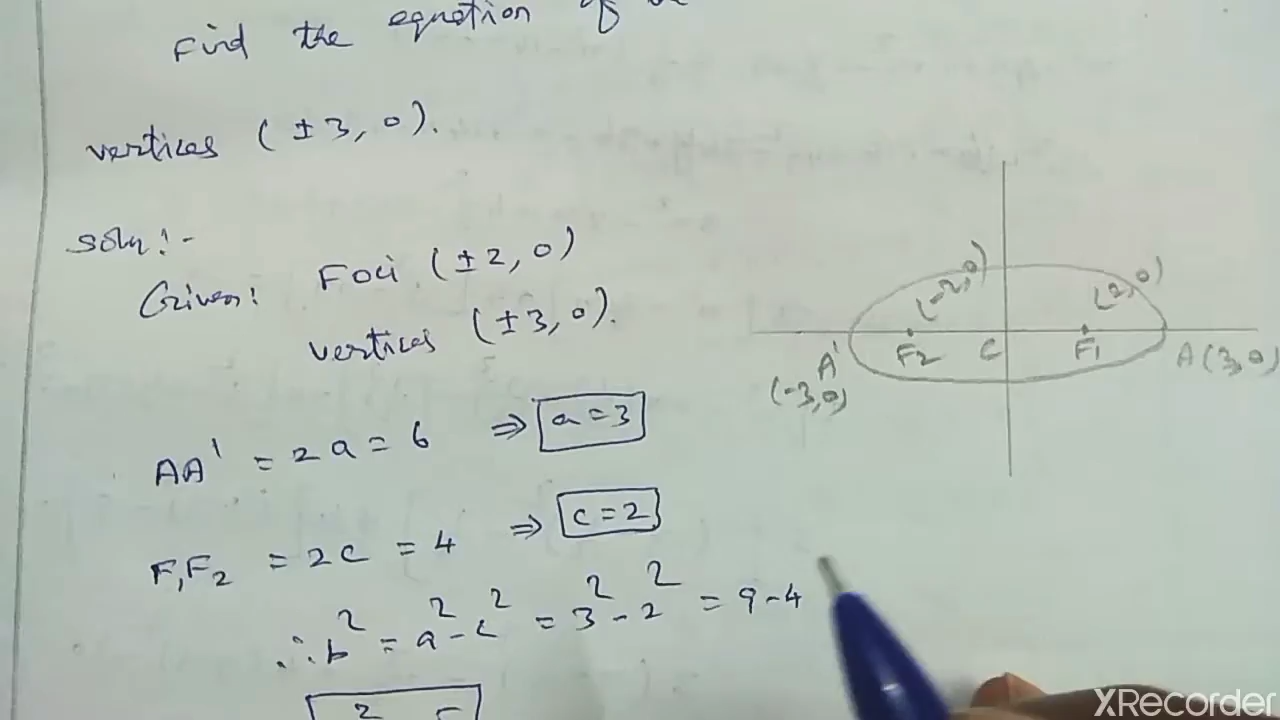 Find the equation of
vertices (±3, 0).
Soln:-
Given: Foci (±2, 0)
vertices (±3, 0).
AA' = 2a = 6 ⇒ a=3
F₁F₂ = 2c = 4 ⇒ c=2
∴ b² = a²-c² = 3²-2² = 9-4
(-2,0)
(2,0)
A'
F2
C
F1
A(3,0)
(-3,0)
XRecorder